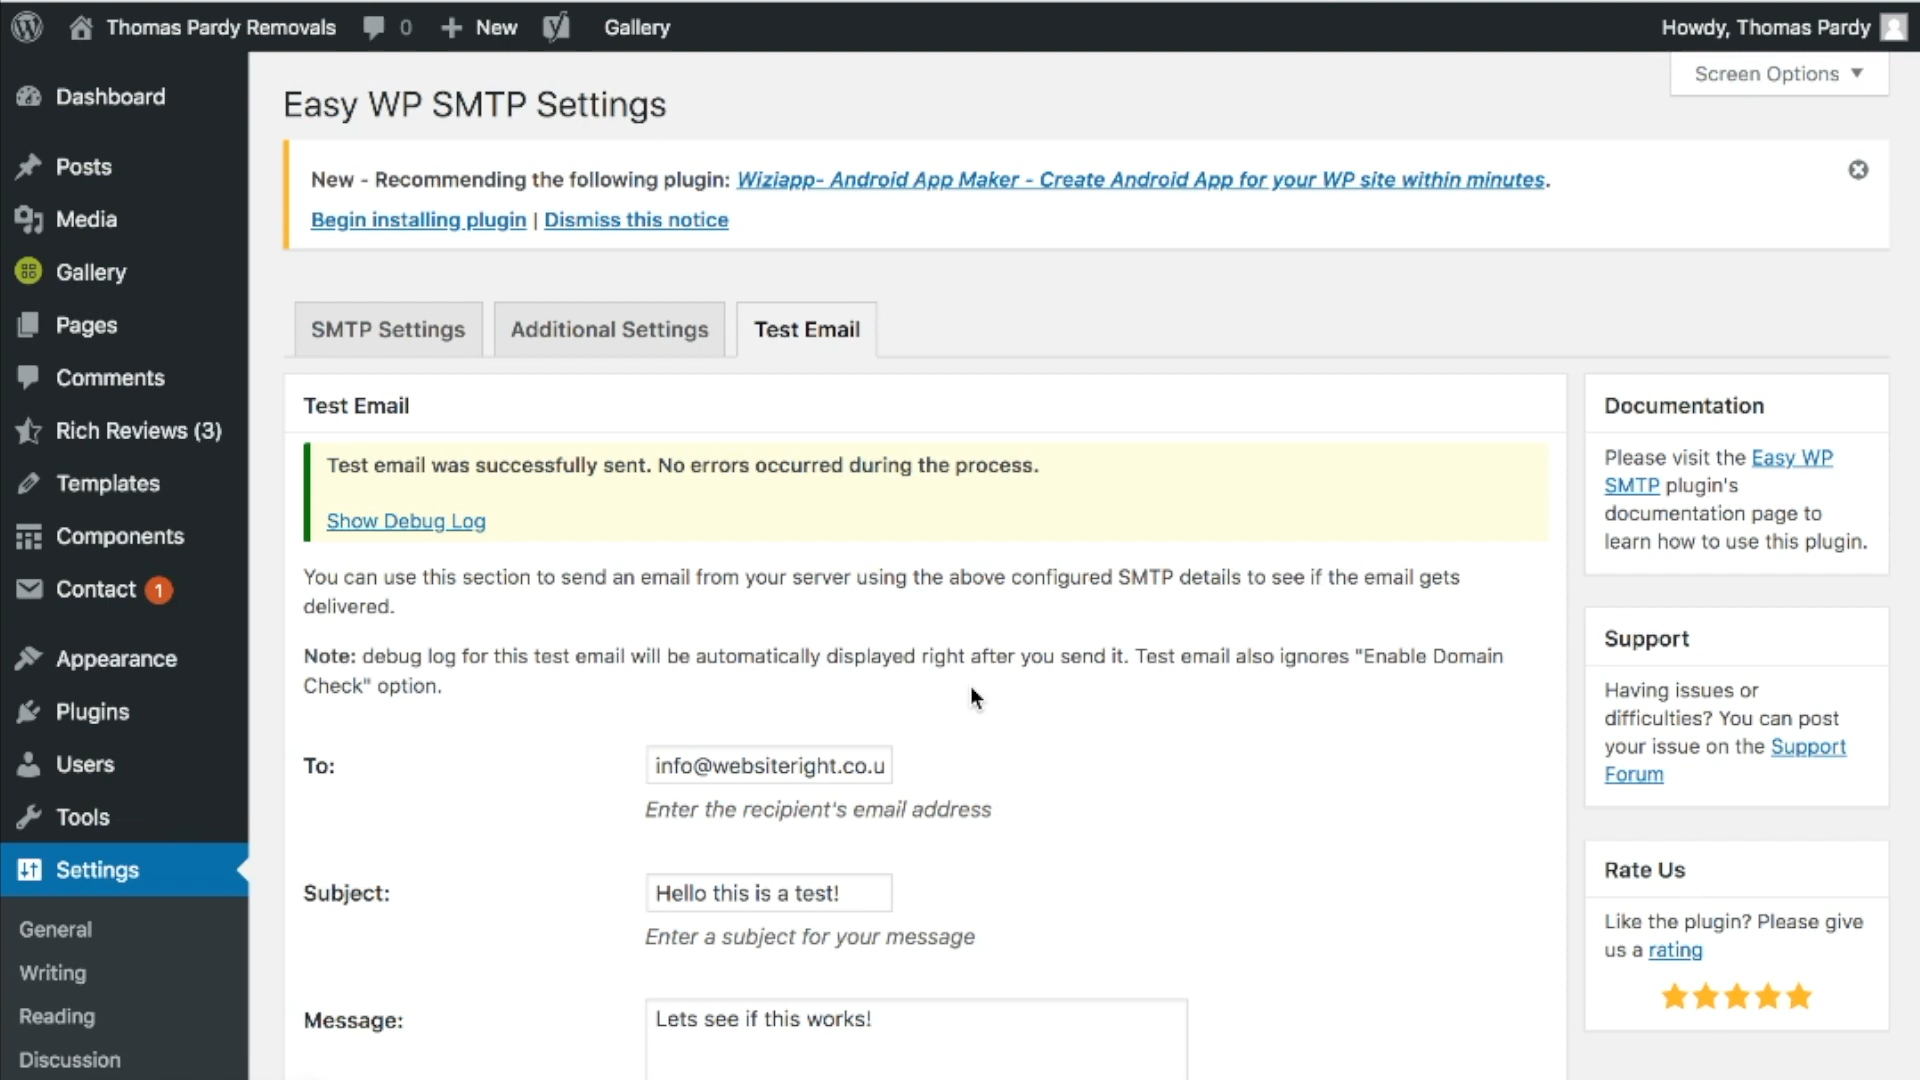 Thomas Pardy Removals 0 New Gallery Howdy, Thomas Pardy
Screen Options
Dashboard
Posts
Media
Gallery
Pages
Comments
Rich Reviews (3)
Templates
Components
Contact 1
Appearance
Plugins
Users
Tools
Settings
General
Writing
Reading
Discussion
Easy WP SMTP Settings
New - Recommending the following plugin: Wiziapp- Android App Maker - Create Android App for your WP site within minutes.
Begin installing plugin | Dismiss this notice
SMTP Settings Additional Settings Test Email
Test Email
Test email was successfully sent. No errors occurred during the process.
Show Debug Log
You can use this section to send an email from your server using the above configured SMTP details to see if the email gets
delivered.
Note: debug log for this test email will be automatically displayed right after you send it. Test email also ignores "Enable Domain
Check" option.
To: info@websiteright.co.u
Enter the recipient's email address
Subject: Hello this is a test!
Enter a subject for your message
Message: Lets see if this works!
Documentation
Please visit the Easy WP
SMTP plugin's
documentation page to
learn how to use this plugin.
Support
Having issues or
difficulties? You can post
your issue on the Support
Forum
Rate Us
Like the plugin? Please give
us a rating